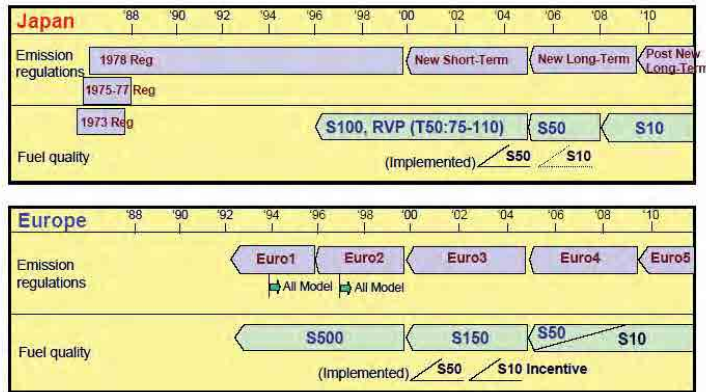 Japan
'88 '90 '92 '94 '96 '98 '00 '02 '04 '06 '08 '10
Emission
regulations
1978 Reg
New Short-Term
New Long-Term
Post New
Long-Term
1975-77 Reg
1973 Reg
S100, RVP (T50:75-110)
S50
S10
Fuel quality
(Implemented) S50 S10
Europe
'88 '90 '92 '94 '96 '98 '00 '02 '04 '06 '08 '10
Emission
regulations
Euro1 Euro2 Euro3 Euro4 Euro5
All Model All Model
Fuel quality
S500 S150 S50 S10
(Implemented) S50 S10 Incentive